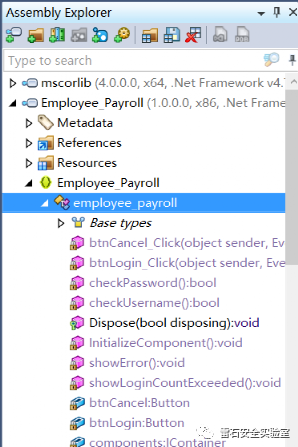 Assembly Explorer
Type to search
mscorlib (4.0.0.0, x64, .Net Framework v4.
Employee_Payroll (1.0.0.0, x86, .Net Frame
Metadata
References
Resources
Employee_Payroll
employee_payroll
Base types
btnCancel_Click(object sender, Eve
btnLogin_Click(object sender, Eve
checkPassword():bool
checkUsername():bool
Dispose(bool disposing):void
InitializeComponent():void
showError():void
showLoginCountExceeded():void
btnCancel:Button
btnLogin:Button
components:IContainer
雷石安全实验室